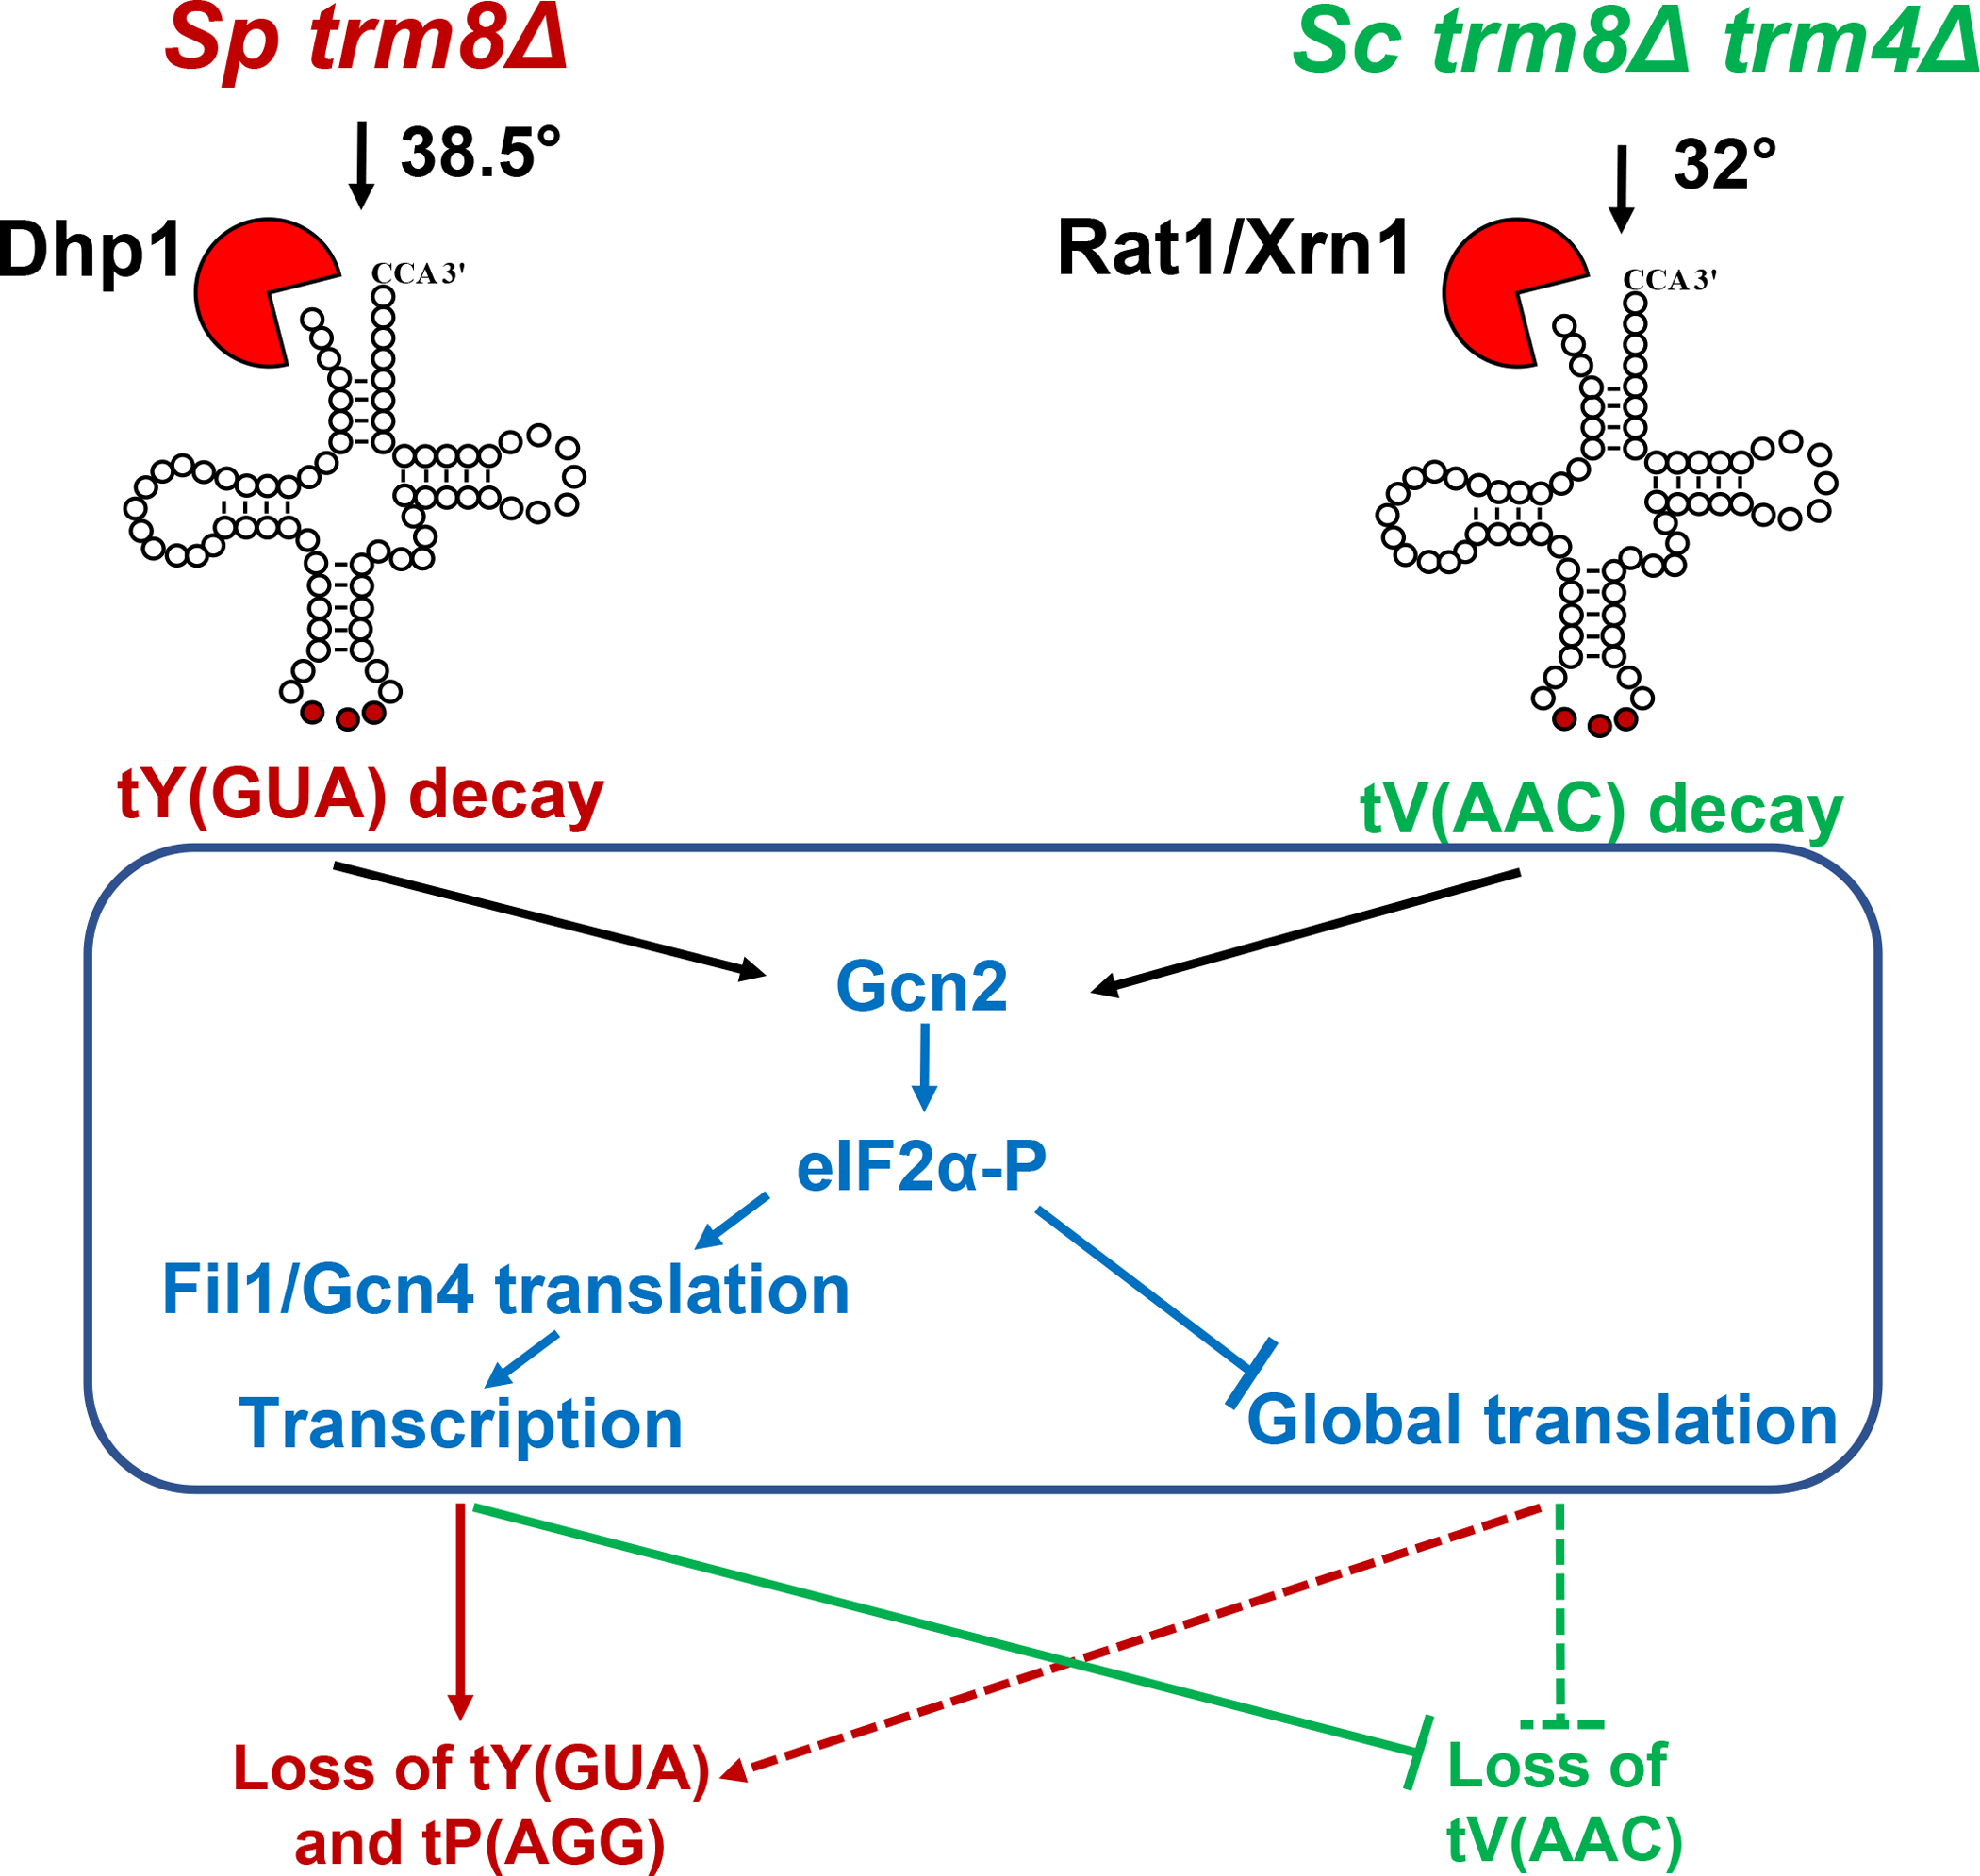 Sp trm8Δ
Sc trm8Δ trm4Δ
38.5°
32°
Dhp1
Rat1/Xrn1
CCA 3'
CCA 3'
tY(GUA) decay
tV(AAC) decay
Gcn2
eIF2α-P
Fil1/Gcn4 translation
Transcription
Global translation
Loss of tY(GUA)
and tP(AGG)
Loss of
tV(AAC)